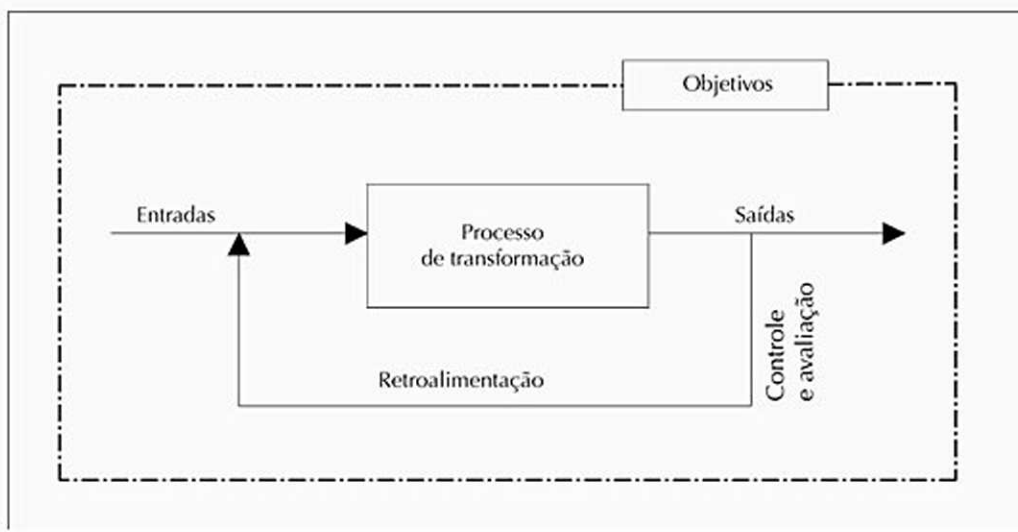 Objetivos
Entradas
Processo
de transformação
Saídas
Controle
e avaliação
Retroalimentação